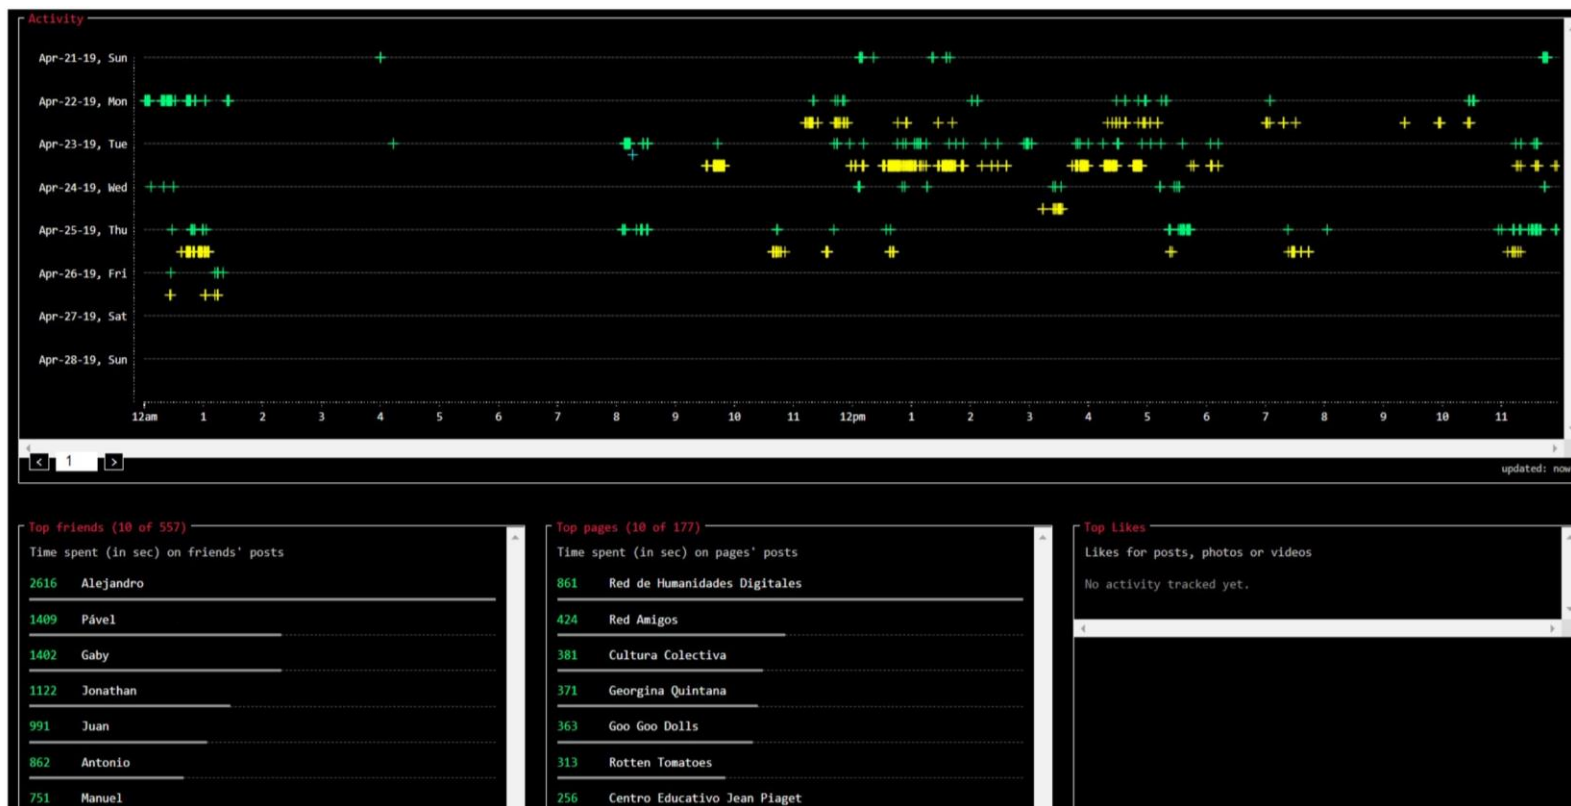 Activity
Apr-21-19, Sun
Apr-22-19, Mon
Apr-23-19, Tue
Apr-24-19, Wed
Apr-25-19, Thu
Apr-26-19, Fri
Apr-27-19, Sat
Apr-28-19, Sun
12am 1 2 3 4 5 6 7 8 9 10 11 12pm 1 2 3 4 5 6 7 8 9 10 11
< 1 >
updated: now
Top friends (10 of 557)
Time spent (in sec) on friends' posts
2616 Alejandro
1409 Pável
1402 Gaby
1122 Jonathan
991 Juan
862 Antonio
751 Manuel
Top pages (10 of 177)
Time spent (in sec) on pages' posts
861 Red de Humanidades Digitales
424 Red Amigos
381 Cultura Colectiva
371 Georgina Quintana
363 Goo Goo Dolls
313 Rotten Tomatoes
256 Centro Educativo Jean Piaget
Top Likes
Likes for posts, photos or videos
No activity tracked yet.